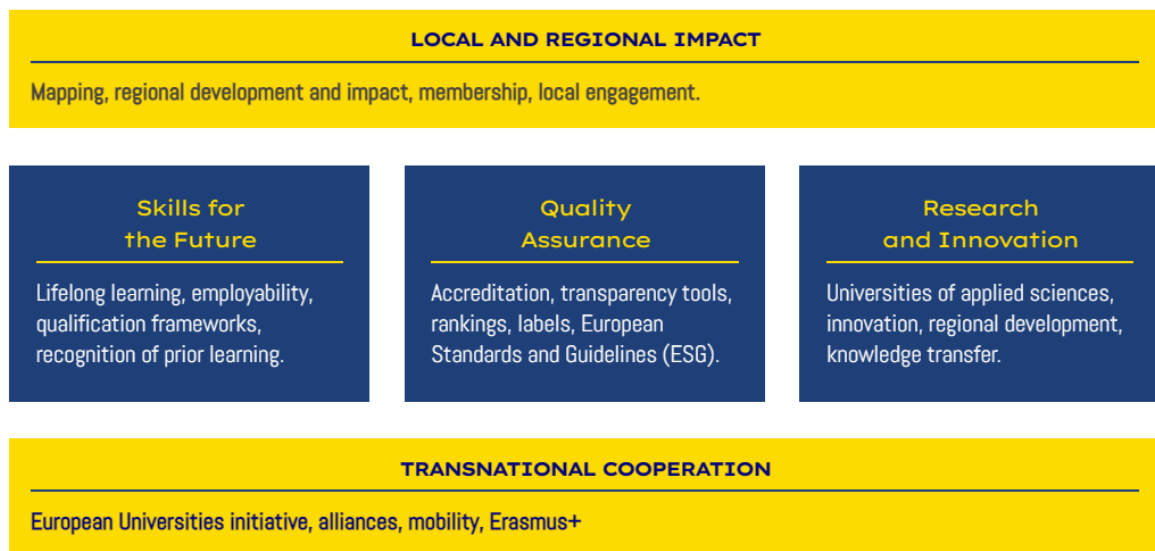 LOCAL AND REGIONAL IMPACT
Mapping, regional development and impact, membership, local engagement.
Skills for
the Future
Lifelong learning, employability,
qualification frameworks,
recognition of prior learning.
Quality
Assurance
Accreditation, transparency tools,
rankings, labels, European
Standards and Guidelines (ESG).
Research
and Innovation
Universities of applied sciences,
innovation, regional development,
knowledge transfer.
TRANSNATIONAL COOPERATION
European Universities initiative, alliances, mobility, Erasmus+